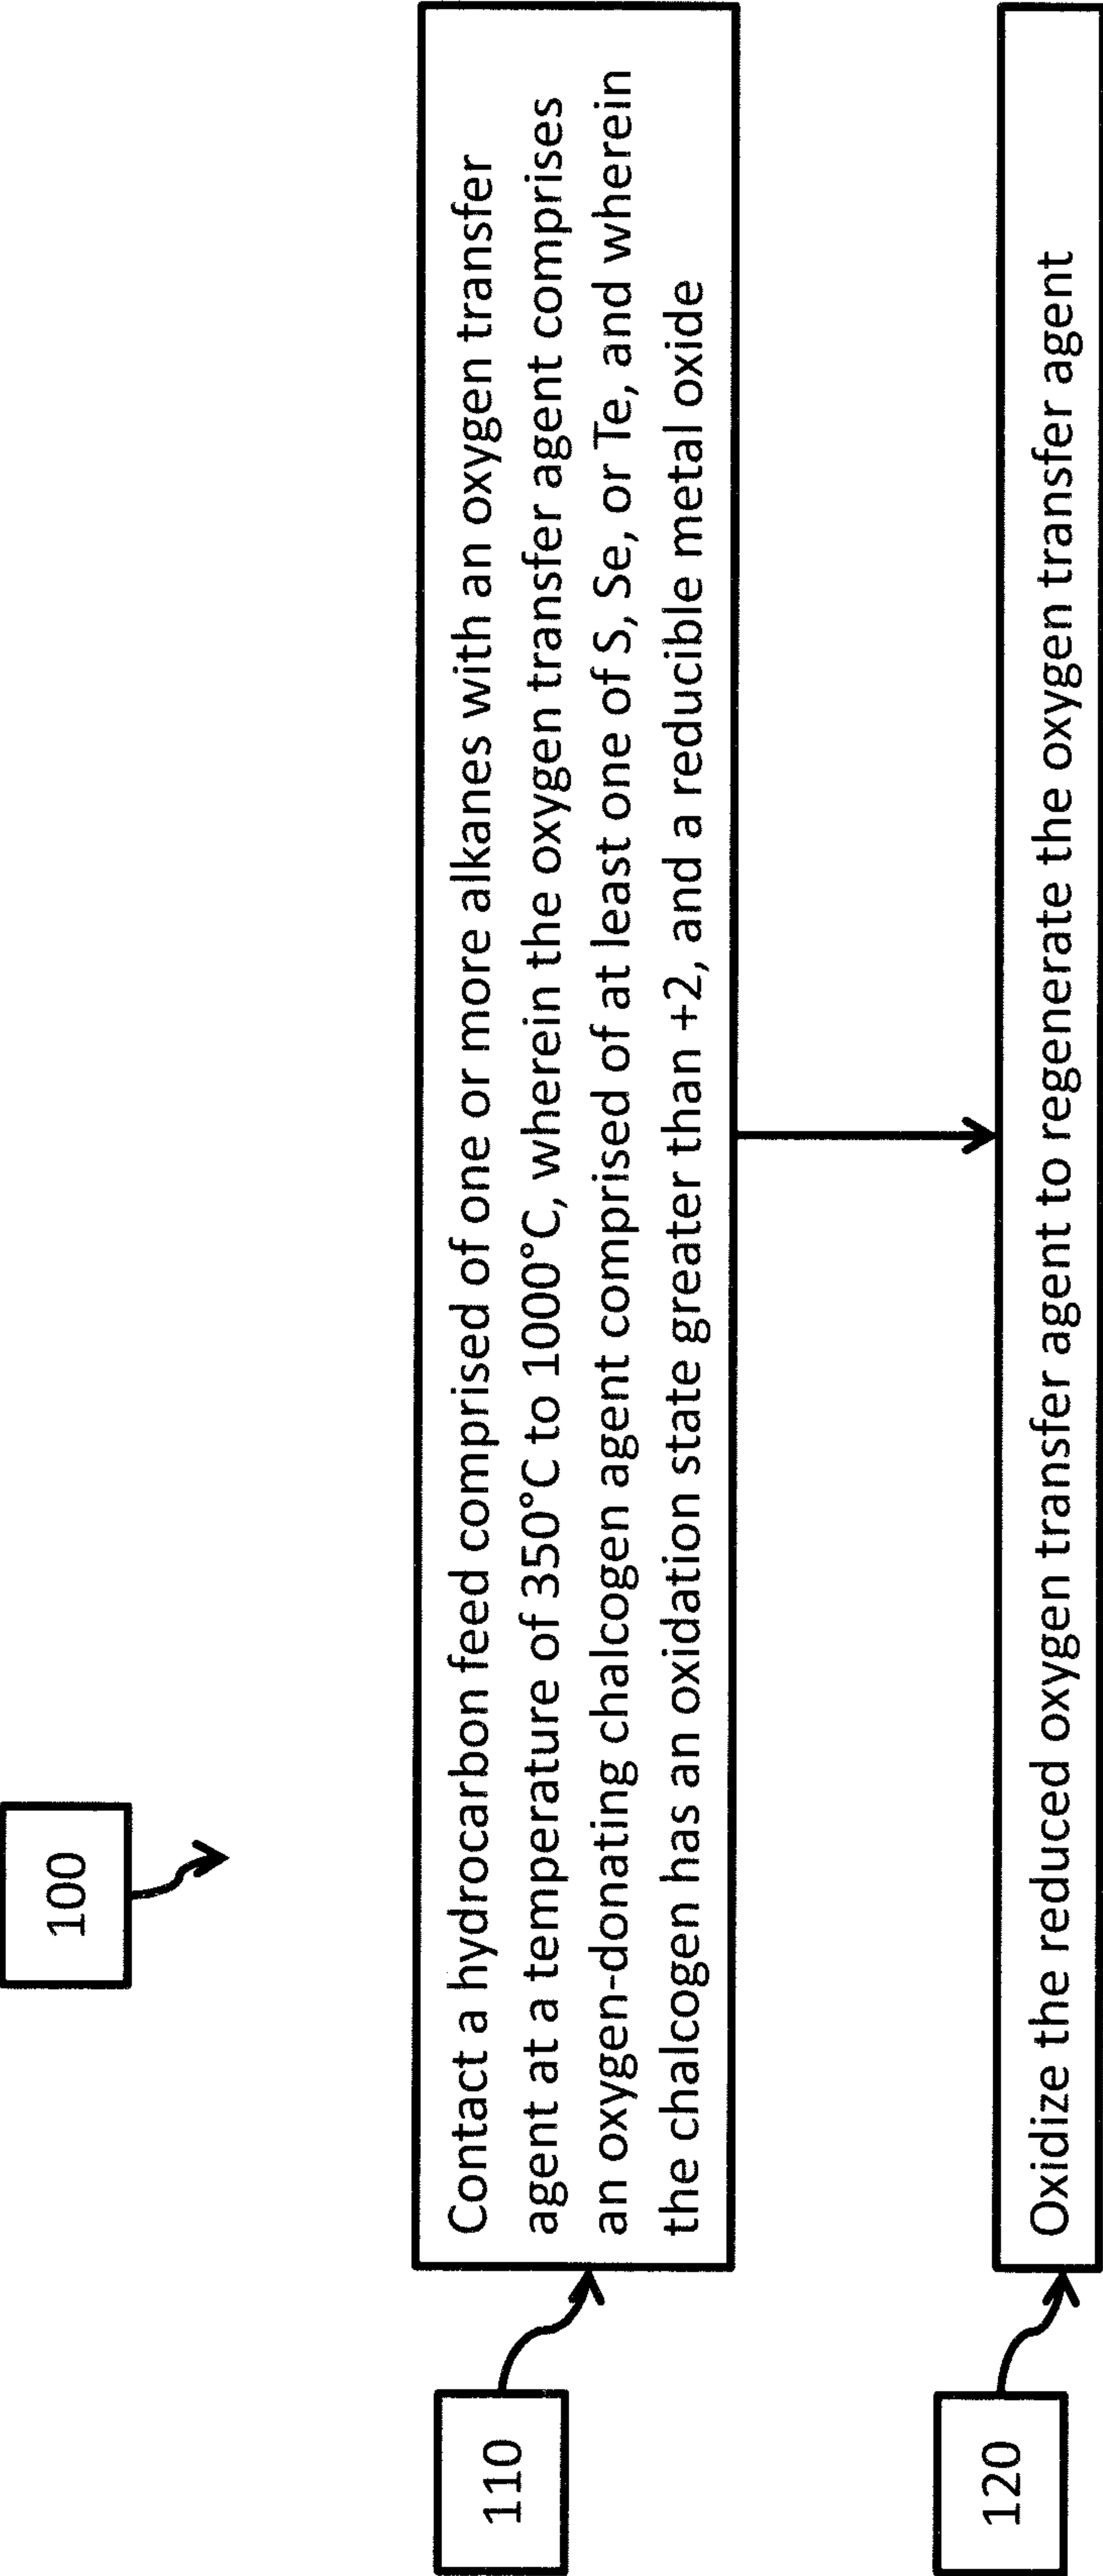 100
110
Contact a hydrocarbon feed comprised of one or more alkanes with an oxygen transfer
agent at a temperature of 350°C to 1000°C, wherein the oxygen transfer agent comprises
an oxygen-donating chalcogen agent comprised of at least one of S, Se, or Te, and wherein
the chalcogen has an oxidation state greater than +2, and a reducible metal oxide
120
Oxidize the reduced oxygen transfer agent to regenerate the oxygen transfer agent